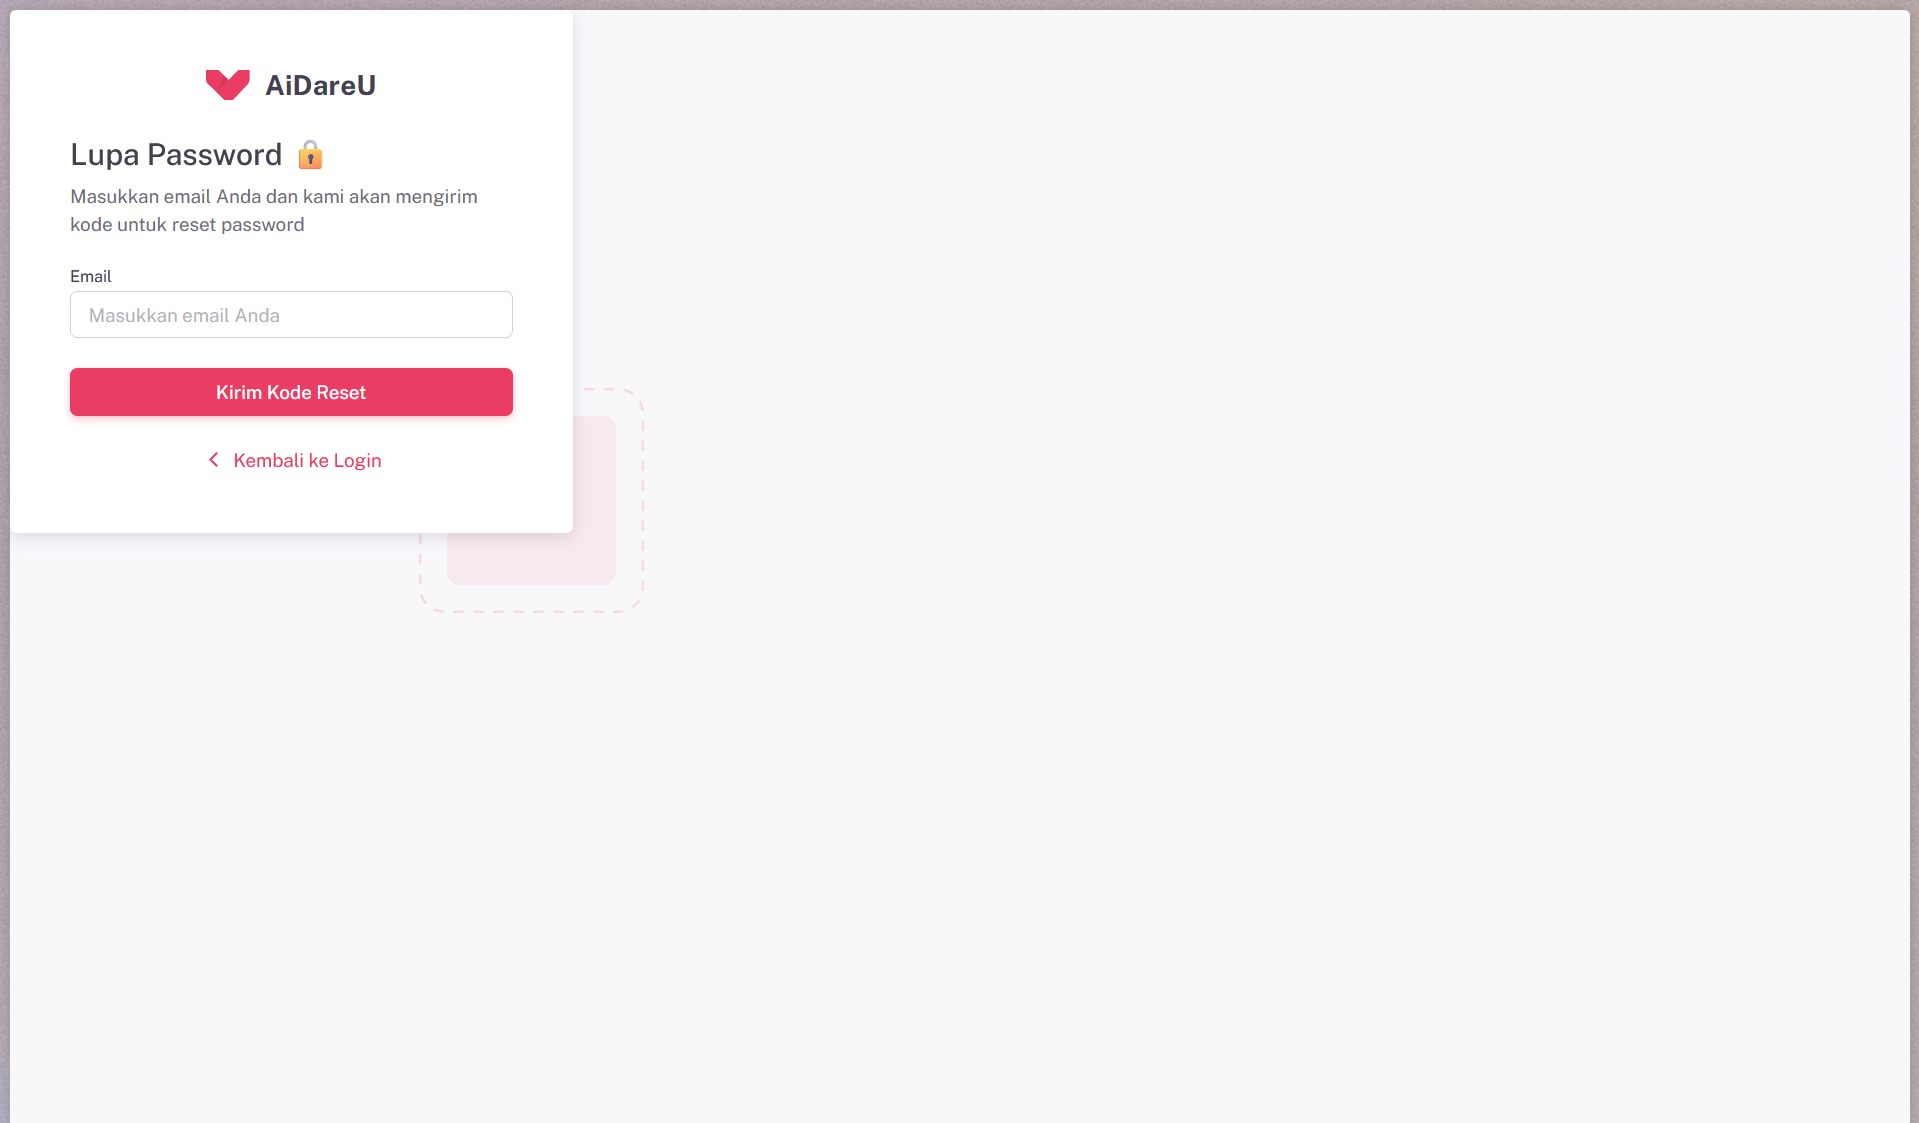 AiDareU
Lupa Password
Masukkan email Anda dan kami akan mengirim
kode untuk reset password
Email
Masukkan email Anda
Kirim Kode Reset
Kembali ke Login